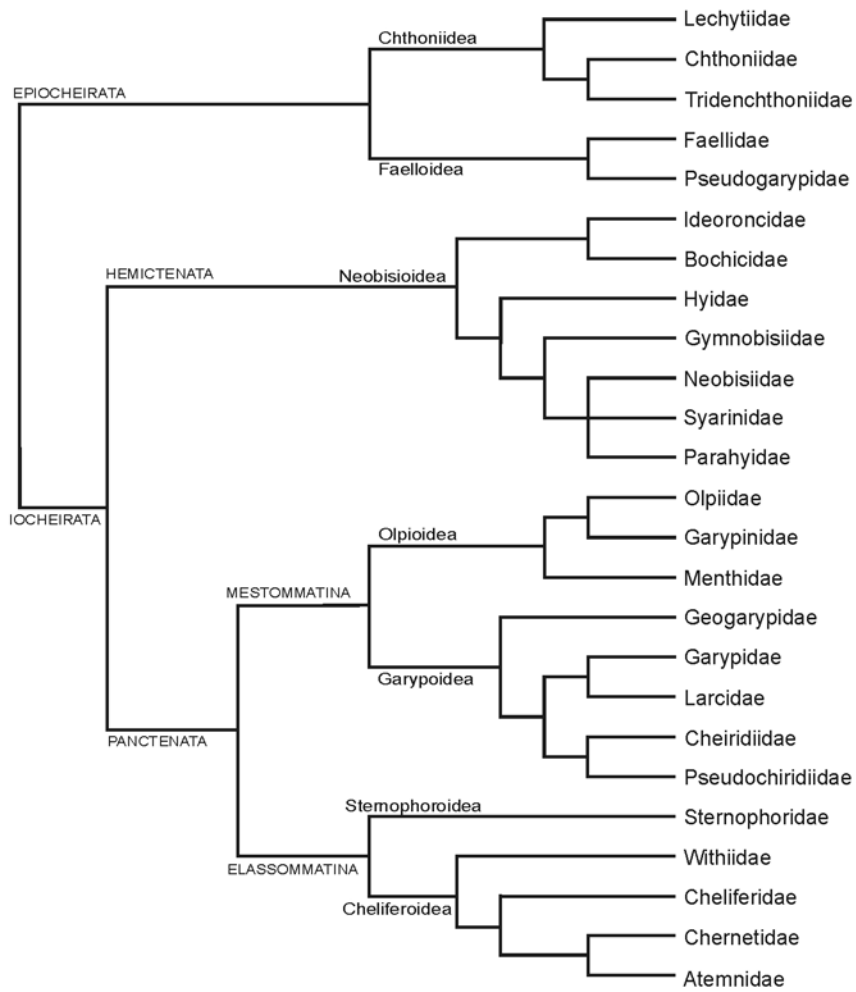 Lechytiidae
Chthoniidea
Chthoniidae
EPIOCHEIRATA
Tridenchthoniidae
Faellidae
Faelloidea
Pseudogarypidae
Ideoroncidae
Bochicidae
HEMICTENATA
Neobisioidea
Hyidae
Gymnobisiidae
Neobisiidae
Syarinidae
Parahyidae
Olpiidae
IOCHEIRATA
Olpioidea
Garypinidae
Menthidae
MESTOMMATINA
Geogarypidae
Garypidae
Garypoidea
Larcidae
Cheiridiidae
PANCTENATA
Pseudochiridiidae
Sternophoroidea
Sternophoridae
Withiidae
ELASSOMMATINA
Cheliferidae
Cheliferoidea
Chernetidae
Atemnidae